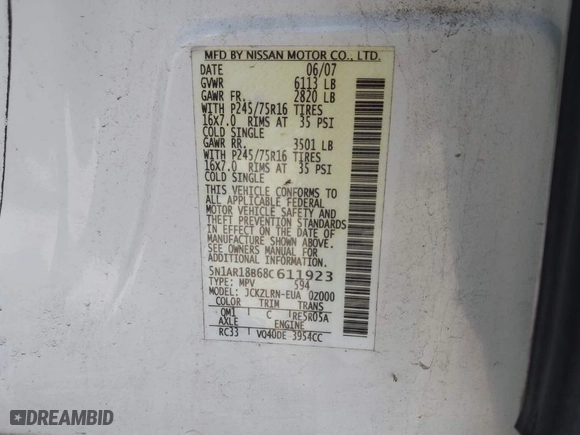 MFD BY NISSAN MOTOR CO., LTD.
DATE 06/07
GVWR 6113 LB
GAWR FR. 2820 LB
WITH P245/75R16 TIRES
16x7.0 RIMS AT 35 PSI
COLD SINGLE
GAWR RR. 3501 LB
WITH P245/75R16 TIRES
16x7.0 RIMS AT 35 PSI
COLD SINGLE
THIS VEHICLE CONFORMS TO
ALL APPLICABLE FEDERAL
MOTOR VEHICLE SAFETY AND
THEFT PREVENTION STANDARDS
IN EFFECT ON THE DATE OF
MANUFACTURE SHOWN ABOVE.
SEE OWNERS MANUAL FOR
ADDITIONAL INFORMATION.
5N1AR18B68C611923
TYPE: MPV 594
MODEL: JCKZLRN-EUA 0Z000
COLOR TRIM TRANS
QM1 C RE5R05A
AXLE ENGINE
RC33 VQ40DE 3954CC
DREAMBID